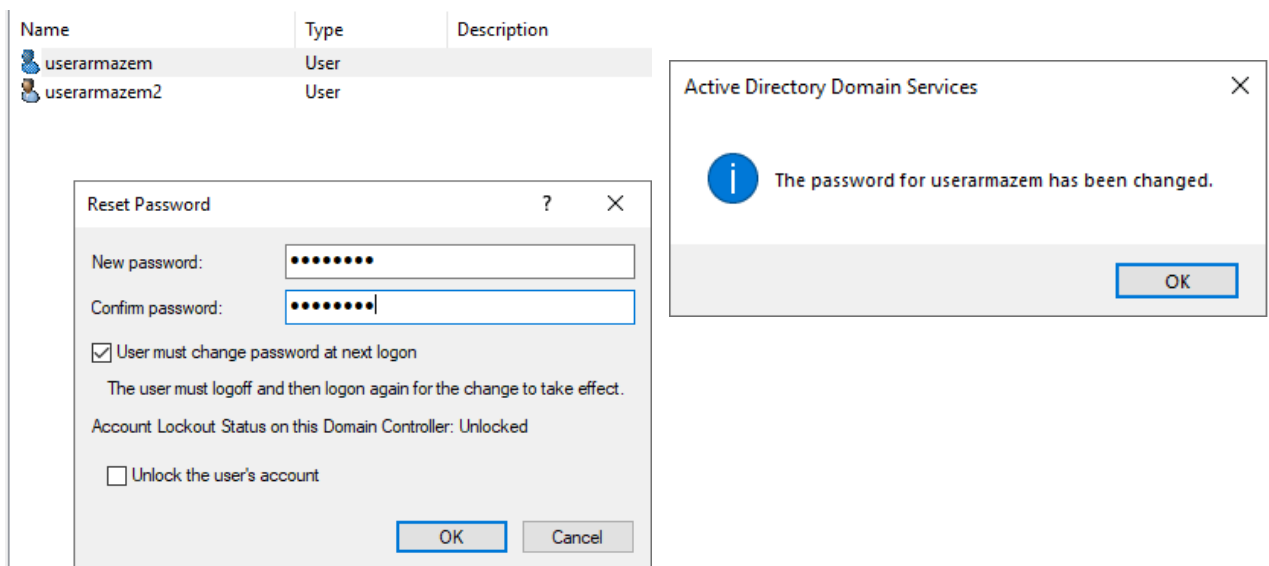 Name Type Description
userarmazem User
userarmazem2 User
Active Directory Domain Services
The password for userarmazem has been changed.
OK
Reset Password ?
New password: ••••••••
Confirm password: ••••••••
User must change password at next logon
The user must logoff and then logon again for the change to take effect.
Account Lockout Status on this Domain Controller: Unlocked
Unlock the user's account
OK Cancel